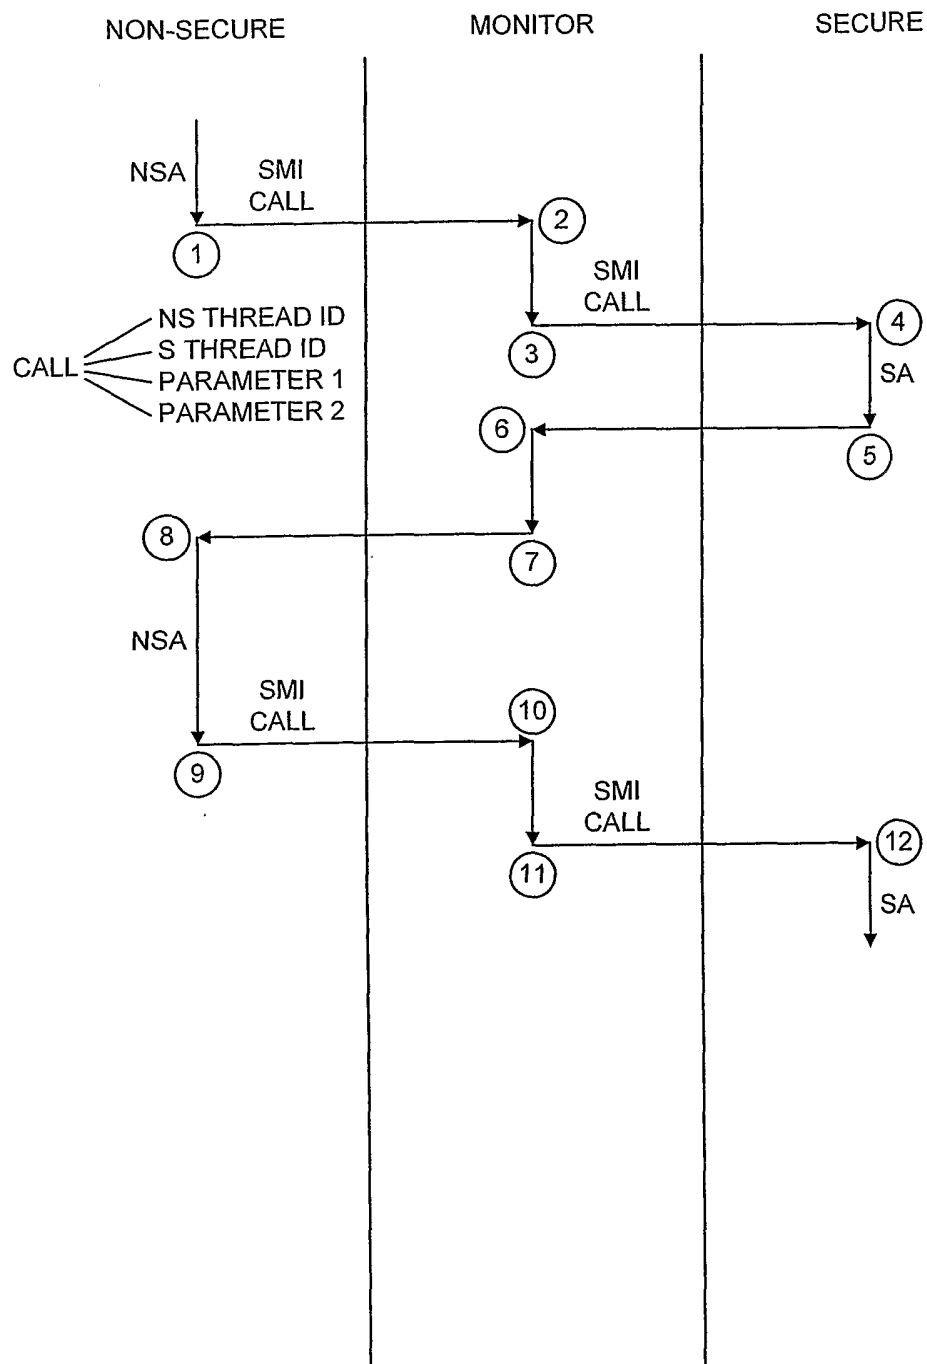 NON-SECURE
MONITOR
SECURE
NSA
SMI
CALL
1
2
SMI
CALL
3
4
NS THREAD ID
S THREAD ID
CALL
PARAMETER 1
PARAMETER 2
SA
6
5
8
7
NSA
SMI
CALL
10
9
SMI
CALL
12
11
SA